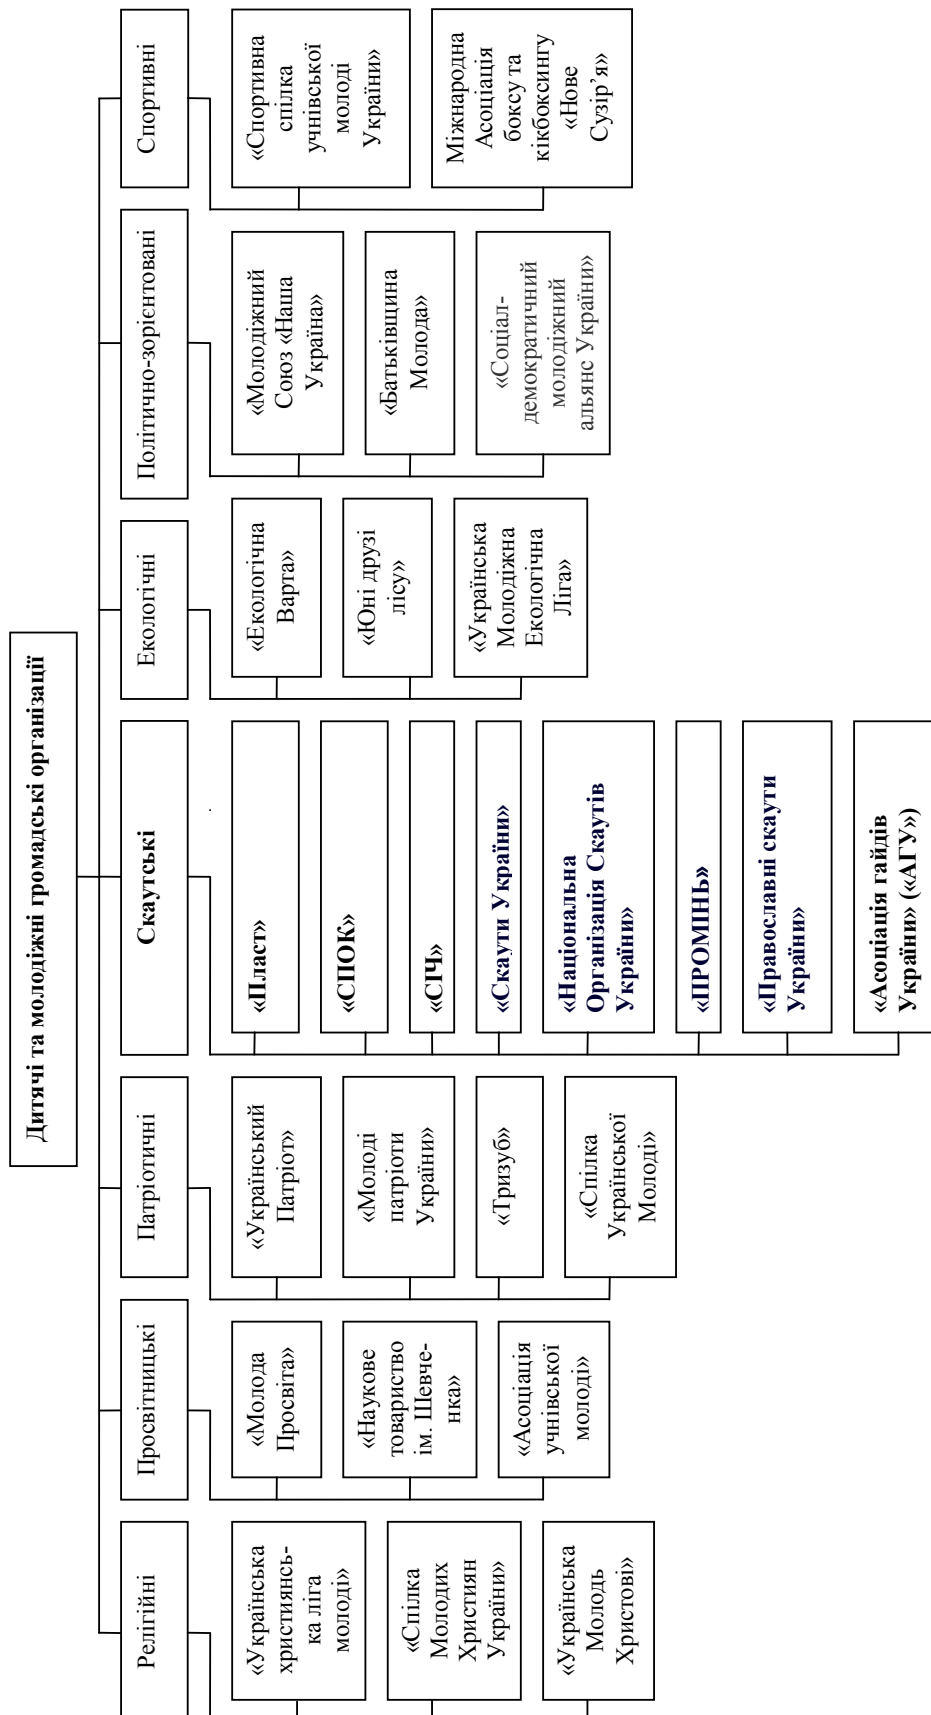 Дитячі та молодіжні громадські організації
Релігійні
«Українська
християнсь-
ка ліга
молоді»
«Спілка
Молодих
Християн
України»
«Українська
Молодь
Христові»
Просвітницькі
«Молода
Просвіта»
«Наукове
товариство
ім. Шевче-
нка»
«Асоціація
учнівської
молоді»
Патріотичні
«Український
Патріот»
«Молоді
патріоти
України»
«Тризуб»
«Спілка
Української
Молоді»
Скаутські
«Пласт»
«СПОК»
«СІЧ»
«Скаути України»
«Національна
Організація Скаутів
України»
«ПРОМІНЬ»
«Православні скаути
України»
«Асоціація гайдів
України» («АГУ»)
Екологічні
«Екологічна
Варта»
«Юні друзі
лісу»
«Українська
Молодіжна
Екологічна
Ліга»
Політично-зорієнтовані
«Молодіжний
Союз «Наша
Україна»
«Батьківщина
Молода»
«Соціал-
демократичний
молодіжний
альянс України»
Спортивні
«Спортивна
спілка
учнівської
молоді
України»
Міжнародна
Асоціація
боксу та
кікбоксингу
«Нове
Сузір’я»